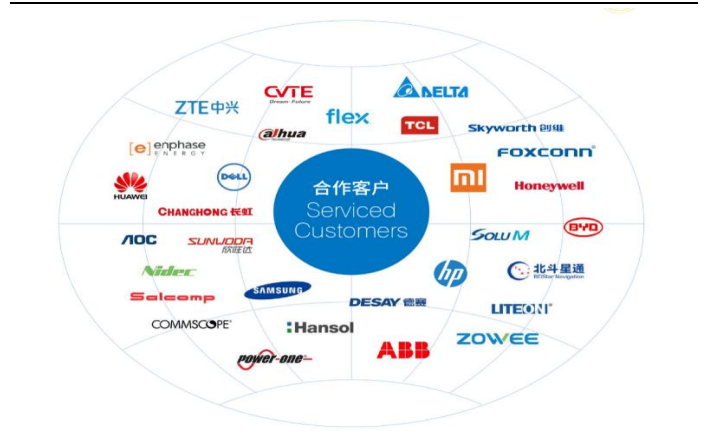 CVTE
Dream·Future
DELTA
ZTE中兴
flex
TCL
Skyworth 创维
alhua
[e] enphase
ENERGY
FOXCONN®
HUAWEI
DELL
合作客户
Serviced
Customers
mi
Honeywell
CHANGHONG 长虹
BYD
AOC
SUNWODA
欣旺达
SOLUM
Nidec
hp
北斗星通
BDStar Navigation
Salcomp
SAMSUNG
DESAY 德赛
LITEON®
COMMSCOPE®
Hansol
ZOWEE
power-one
ABB